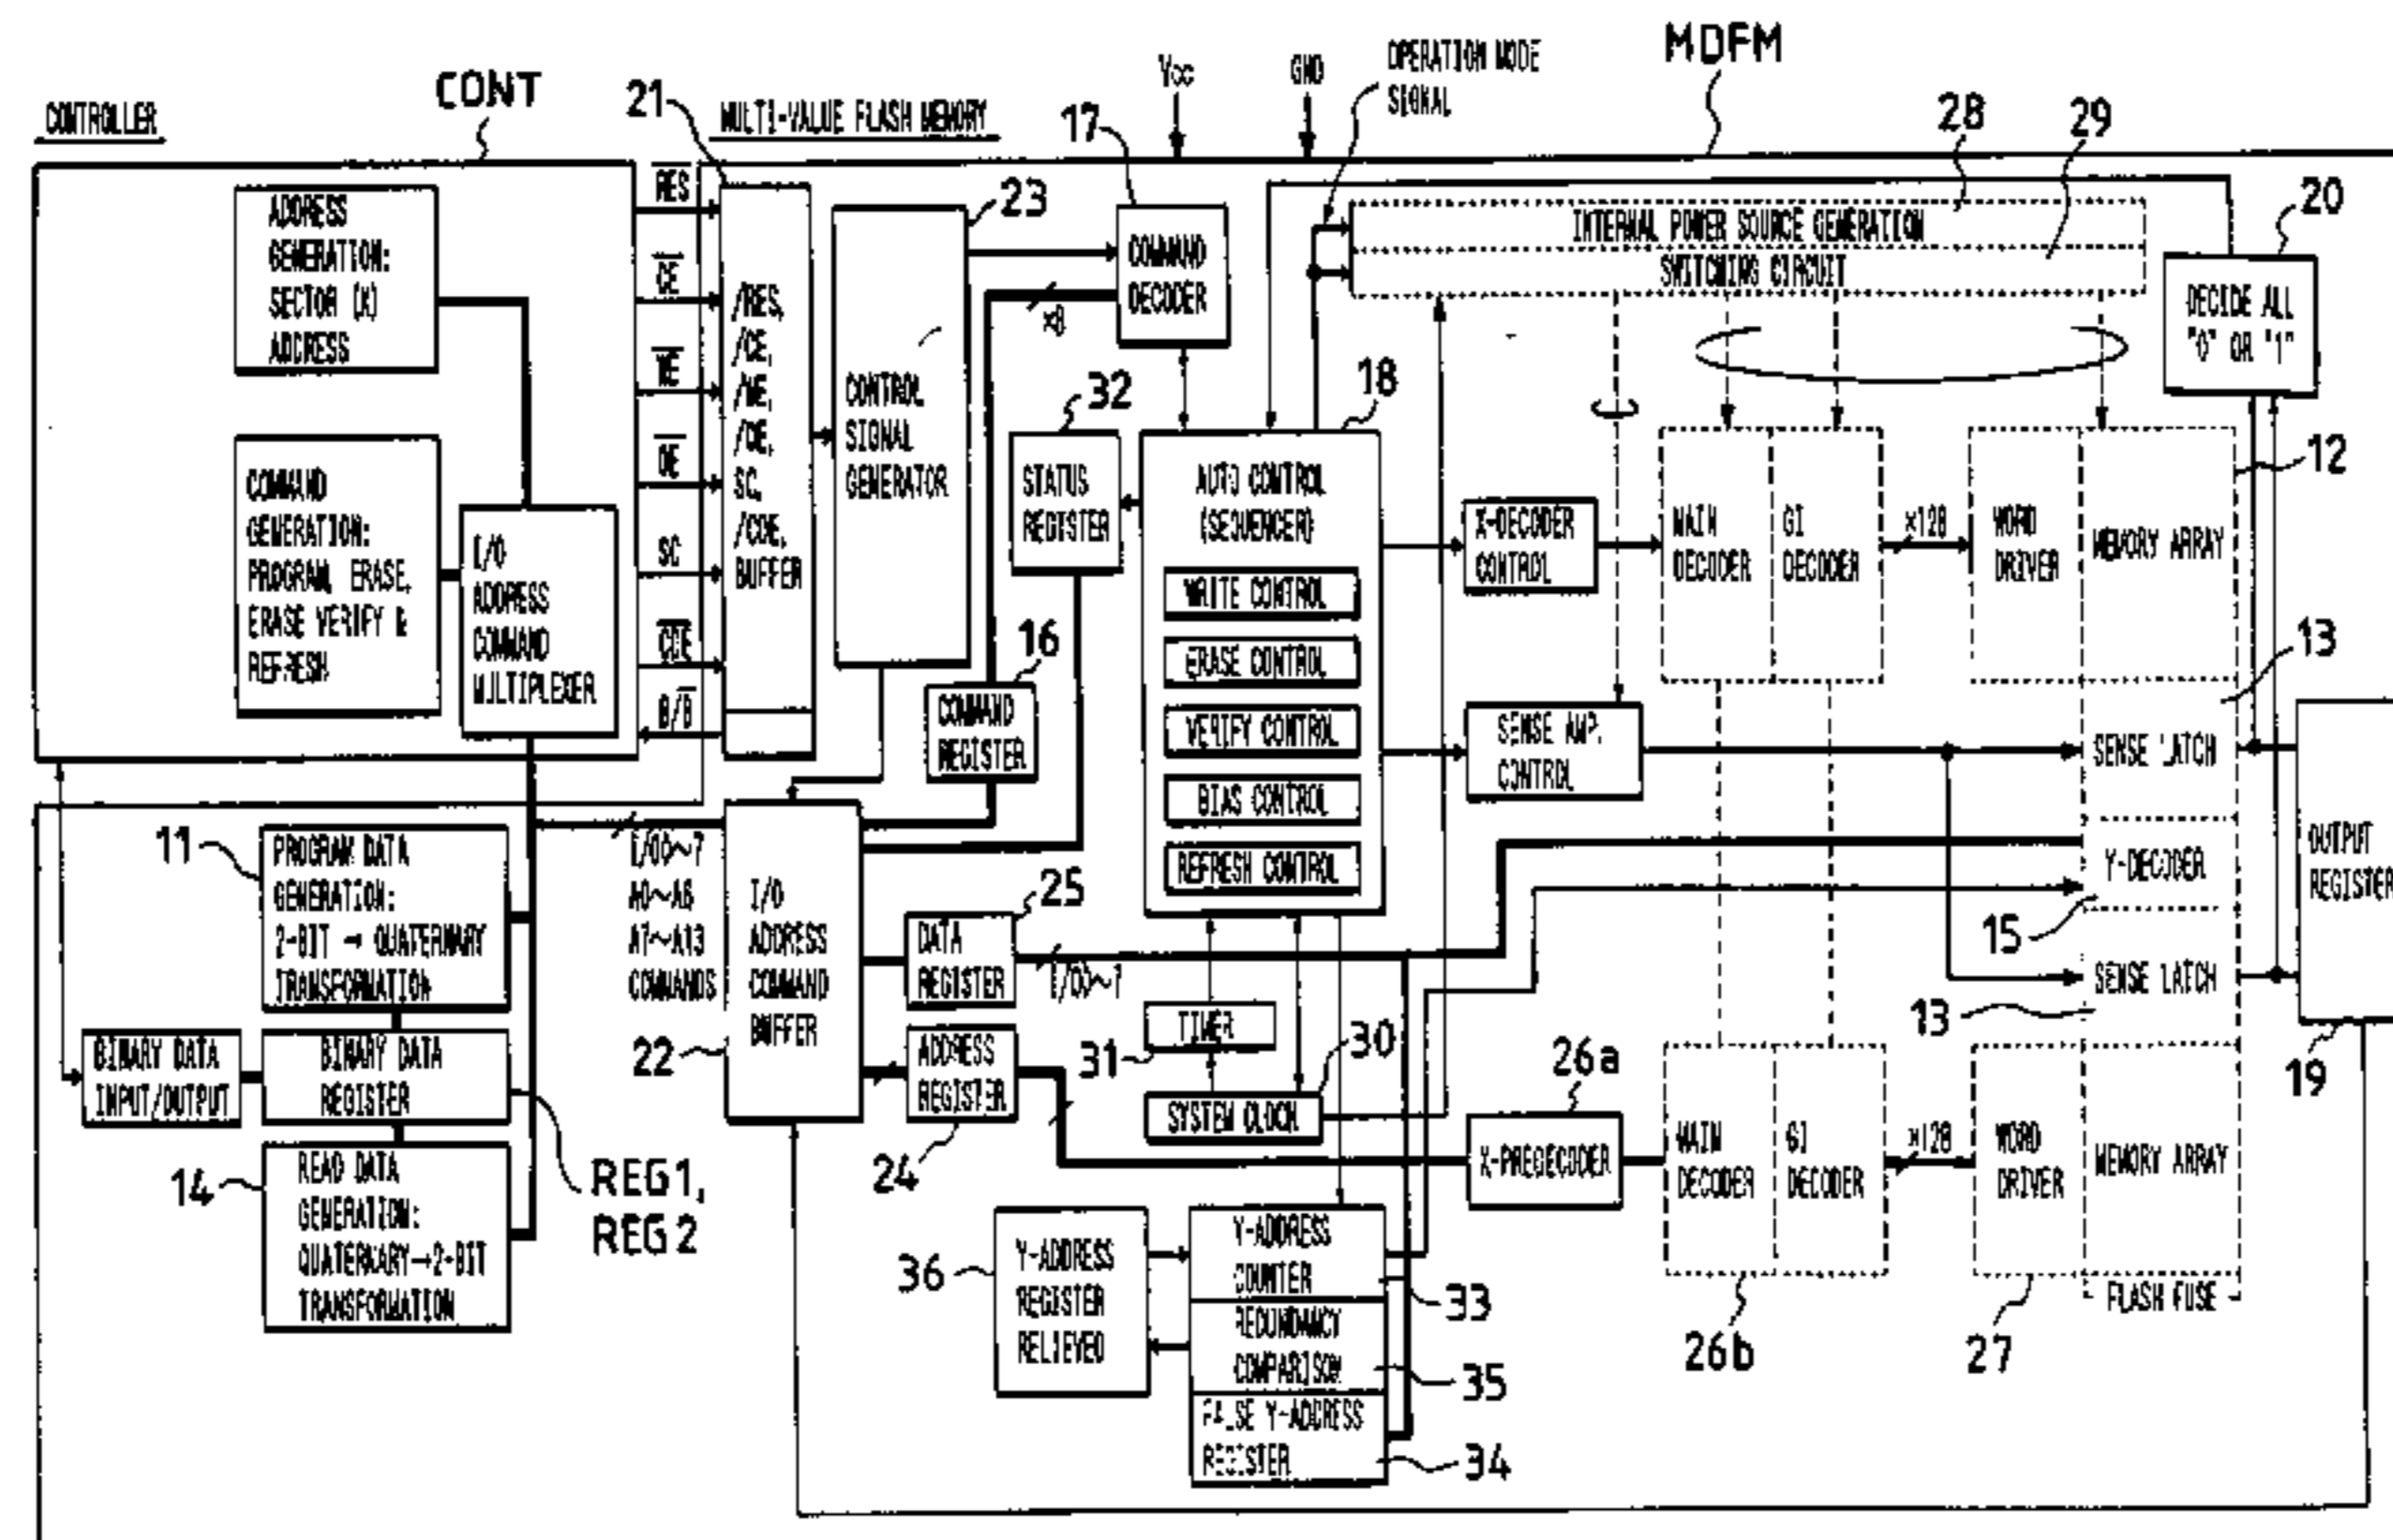 CONTROLLER
CONT
21
MULTI-VALUE FLASH MEMORY
17
Vcc
GND
OPERATION MODE
SIGNAL
MDFM
28
29
ADDRESS
GENERATION:
SECTOR (X)
ADDRESS
COMMAND
GENERATION:
PROGRAM, ERASE,
ERASE VERIFY &
REFRESH
I/O
ADDRESS
COMMAND
MULTIPLEXER
RES
CE
WE
OE
SC
CDE
/RES,
/CE,
/WE,
/OE,
SC,
/CDE,
BUFFER
23
CONTROL
SIGNAL
GENERATOR
COMMAND
DECODER
×8
INTERNAL POWER SOURCE GENERATION
SWITCHING CIRCUIT
20
DECIDE ALL
"0" OR "1"
32
STATUS
REGISTER
18
AUTO CONTROL
(SEQUENCER)
WRITE CONTROL
ERASE CONTROL
VERIFY CONTROL
BIAS CONTROL
REFRESH CONTROL
X-DECODER
CONTROL
MAIN
DECODER
GI
DECODER
×128
WORD
DRIVER
MEMORY ARRAY
12
16
COMMAND
REGISTER
SENSE AMP.
CONTROL
13
SENSE LATCH
Y-DECODER
15
SENSE LATCH
13
OUTPUT
REGISTER
19
11
PROGRAM DATA
GENERATION:
2-BIT → QUATERNARY
TRANSFORMATION
BINARY DATA
INPUT/OUTPUT
BINARY DATA
REGISTER
14
READ DATA
GENERATION:
QUATERNARY→2-BIT
TRANSFORMATION
REG1,
REG2
I/O0~7
A0~A6
A7~A13
COMMANDS
22
I/O
ADDRESS
COMMAND
BUFFER
25
DATA
REGISTER
I/O0~7
ADDRESS
REGISTER
24
TIMER
31
30
SYSTEM CLOCK
26a
X-PREDECODER
MAIN
DECODER
GI
DECODER
×128
WORD
DRIVER
MEMORY ARRAY
FLASH FUSE
26b
27
36
Y-ADDRESS
REGISTER
RELIEVED
Y-ADDRESS
COUNTER
33
REDUNDANCY
COMPARISON
35
FALSE Y-ADDRESS
REGISTER
34